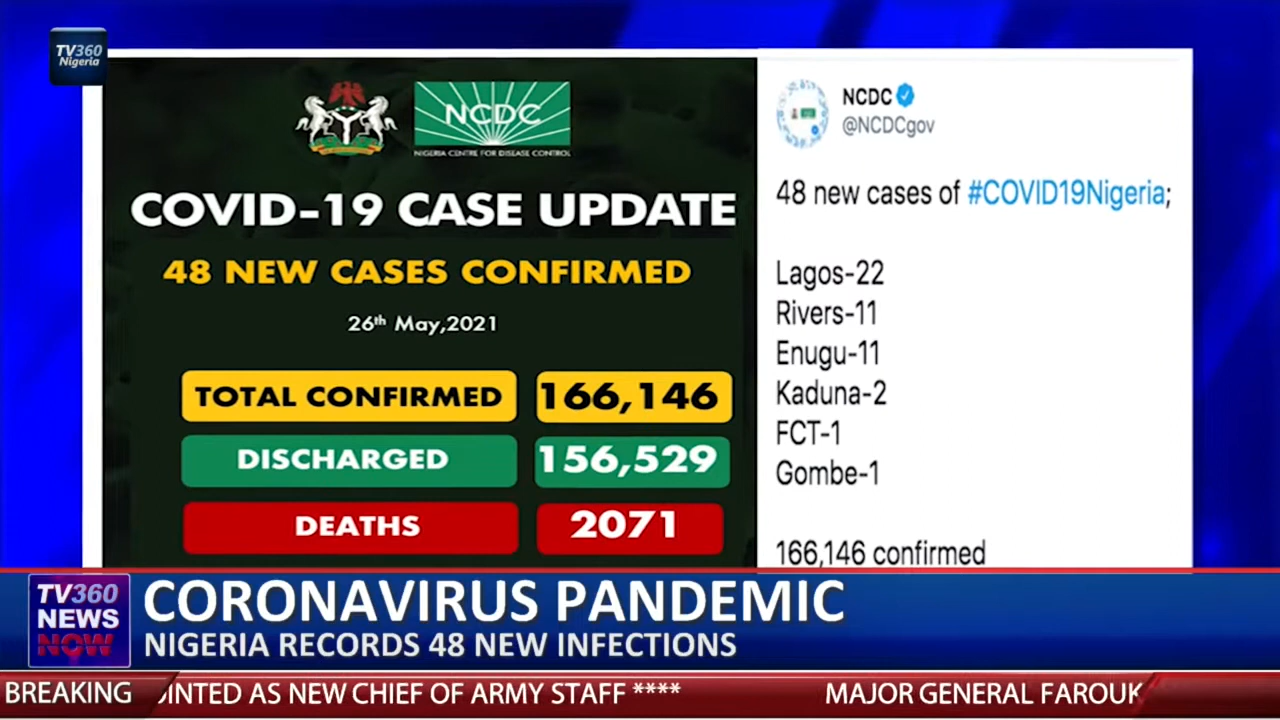 TV360
Nigeria
NCDC
NIGERIA CENTRE FOR DISEASE CONTROL
COVID-19 CASE UPDATE
48 NEW CASES CONFIRMED
26th May,2021
TOTAL CONFIRMED 166,146
DISCHARGED 156,529
DEATHS 2071
NCDC
@NCDCgov
48 new cases of #COVID19Nigeria;
Lagos-22
Rivers-11
Enugu-11
Kaduna-2
FCT-1
Gombe-1
166,146 confirmed
TV360
NEWS
NOW
CORONAVIRUS PANDEMIC
NIGERIA RECORDS 48 NEW INFECTIONS
BREAKING INTED AS NEW CHIEF OF ARMY STAFF **** MAJOR GENERAL FAROUK